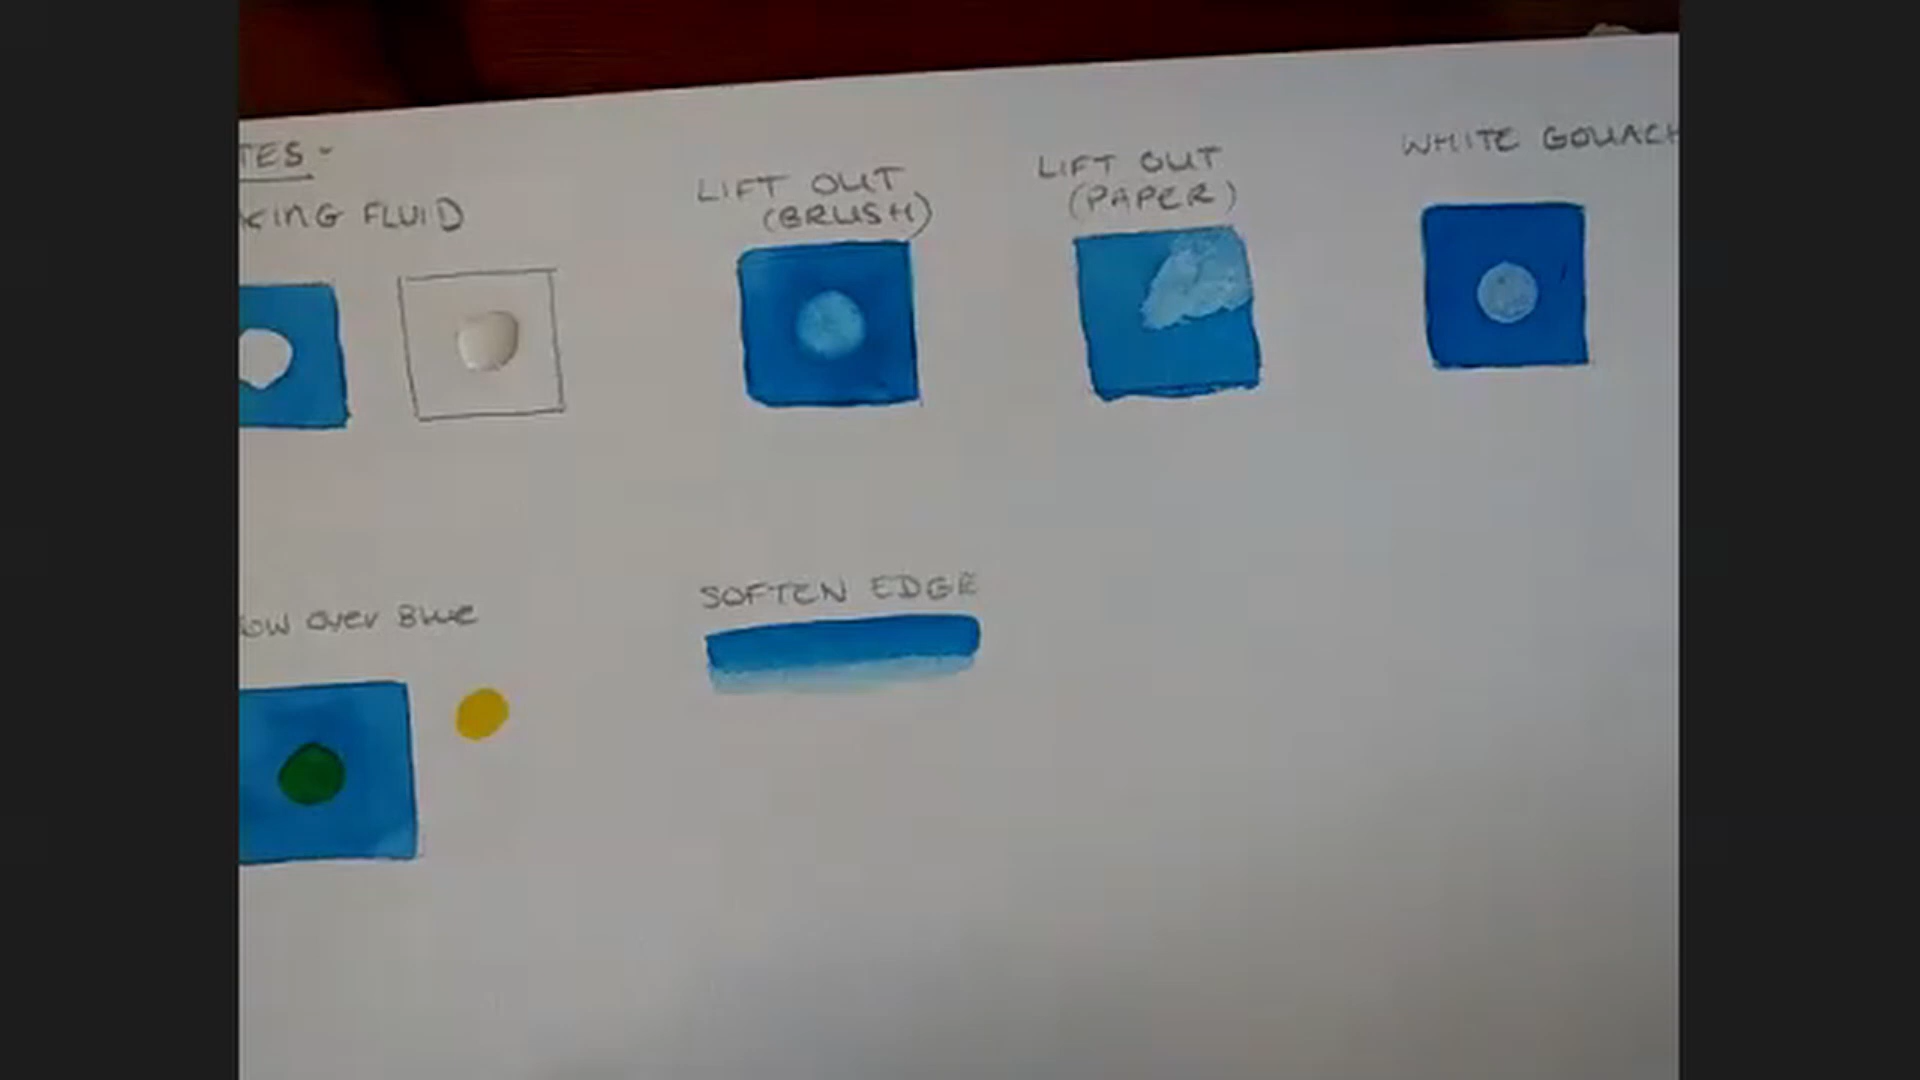 TES -
KING FLUID
LIFT OUT
(BRUSH)
LIFT OUT
(PAPER)
WHITE GOUACH
ow over Blue
SOFTEN EDGE